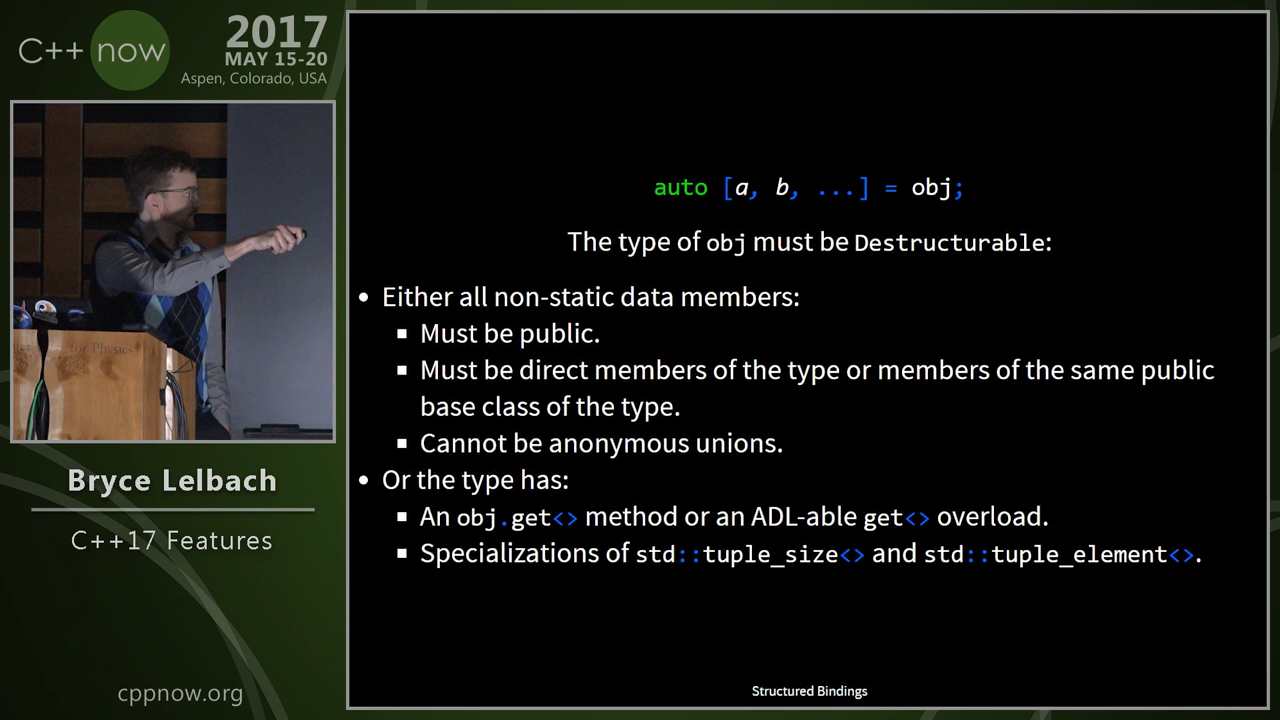 C++ now
2017
MAY 15-20
Aspen, Colorado, USA
for Physics
Bryce Lelbach
C++17 Features
cppnow.org
auto [a, b, ...] = obj;
The type of obj must be Destructurable:
• Either all non-static data members:
▪ Must be public.
▪ Must be direct members of the type or members of the same public
base class of the type.
▪ Cannot be anonymous unions.
• Or the type has:
▪ An obj.get<> method or an ADL-able get<> overload.
▪ Specializations of std::tuple_size<> and std::tuple_element<>.
Structured Bindings